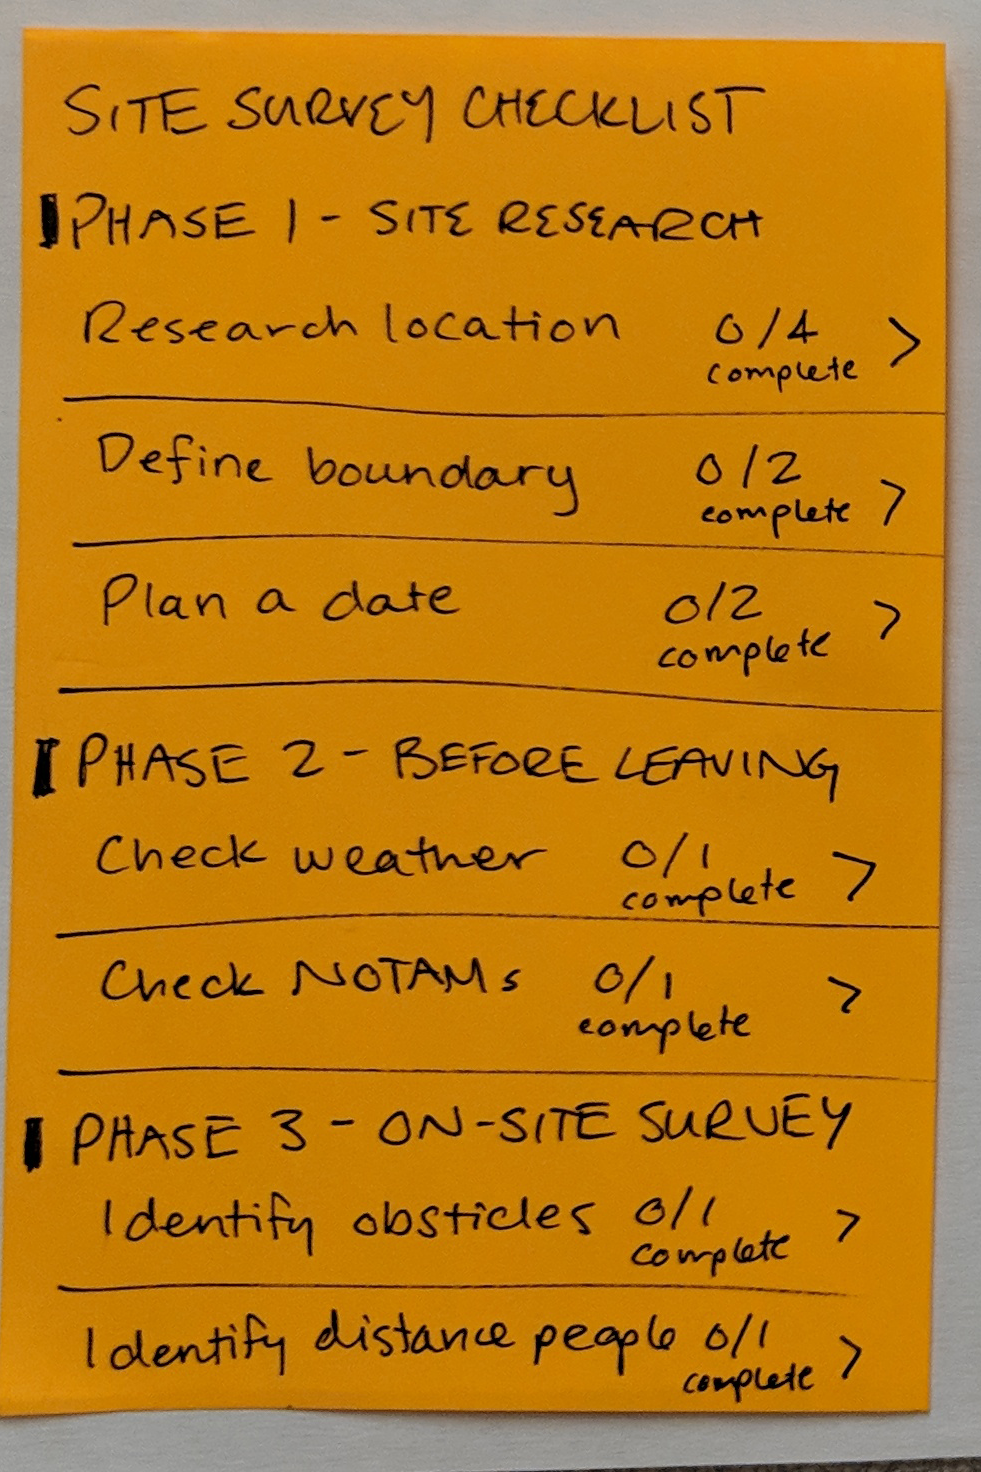 SITE SURVEY CHECKLIST
PHASE 1 - SITE RESEARCH
Research location 0/4 >
complete
Define boundary 0/2 >
complete
Plan a date 0/2 >
complete
PHASE 2 - BEFORE LEAVING
Check weather 0/1 >
complete
Check NOTAMs 0/1 >
complete
PHASE 3 - ON-SITE SURVEY
Identify obsticles 0/1 >
complete
Identify distance people 0/1 >
complete